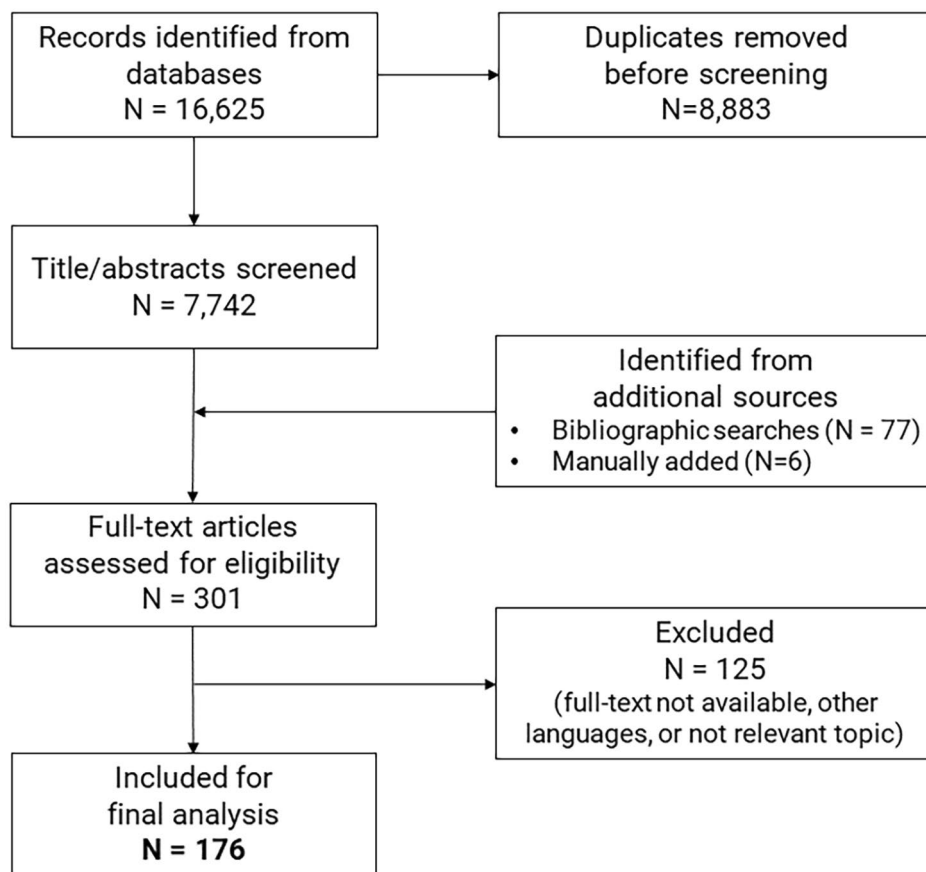 Records identified from
databases
N = 16,625
Duplicates removed
before screening
N=8,883
Title/abstracts screened
N = 7,742
Identified from
additional sources
• Bibliographic searches (N = 77)
• Manually added (N=6)
Full-text articles
assessed for eligibility
N = 301
Excluded
N = 125
(full-text not available, other
languages, or not relevant topic)
Included for
final analysis
N = 176